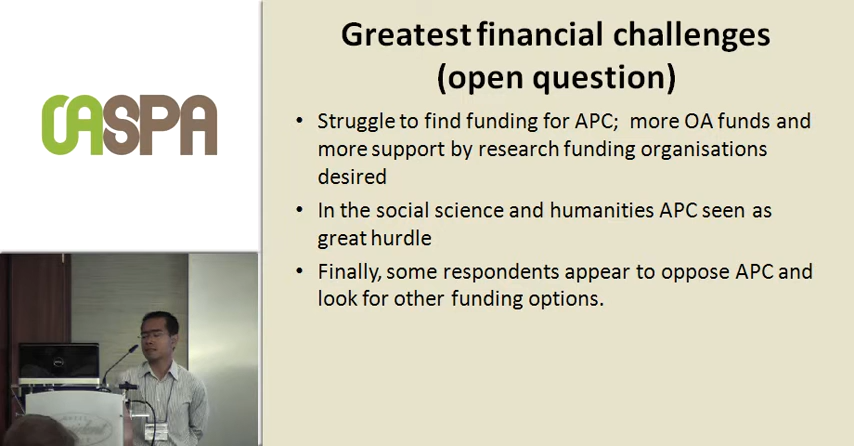 OASPA
Greatest financial challenges
(open question)
• Struggle to find funding for APC; more OA funds and
more support by research funding organisations
desired
• In the social science and humanities APC seen as
great hurdle
• Finally, some respondents appear to oppose APC and
look for other funding options.
DELL